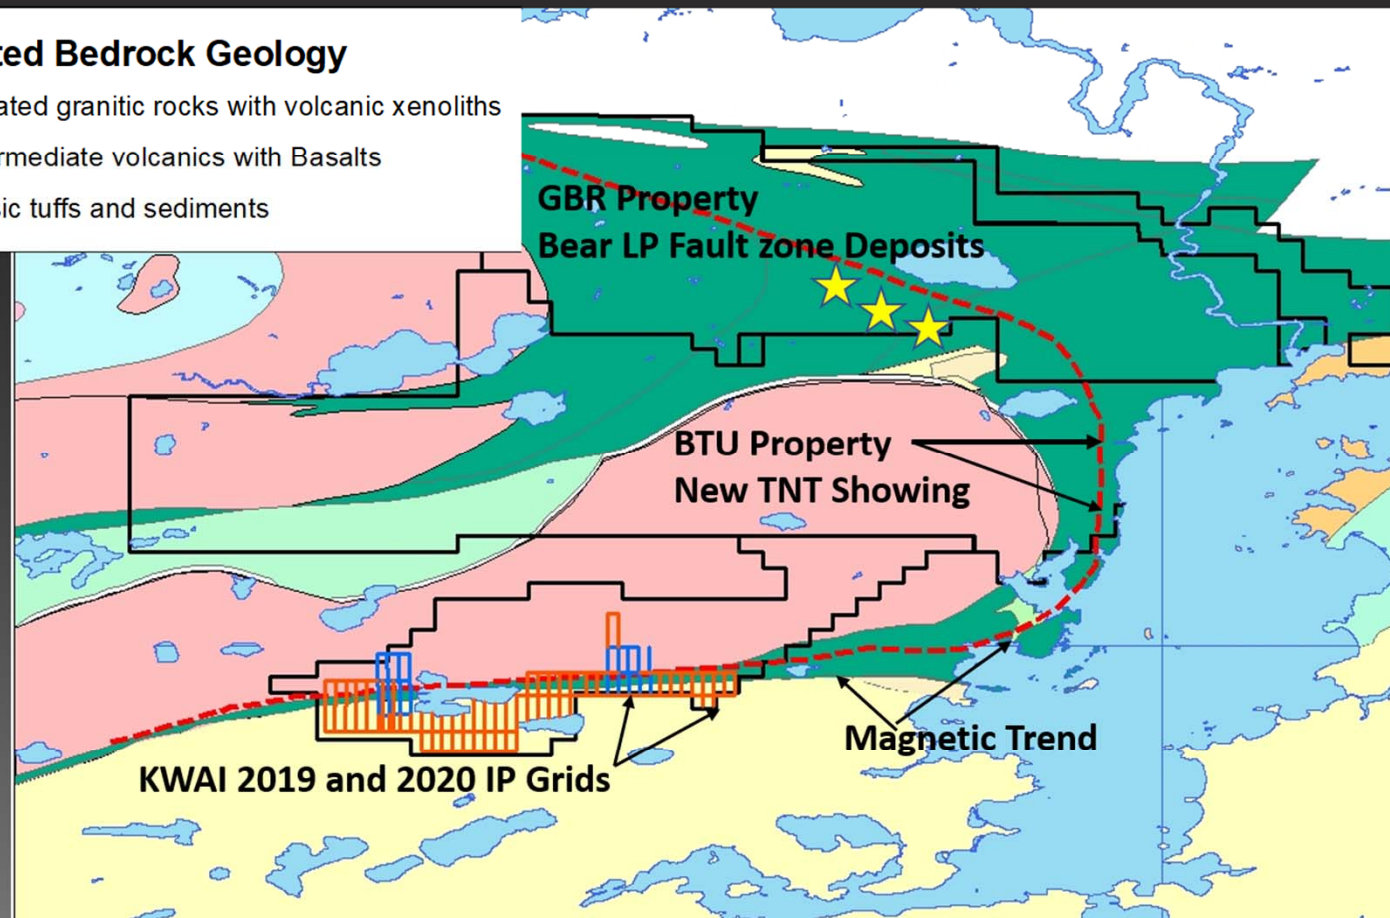 ted Bedrock Geology
ated granitic rocks with volcanic xenoliths
rmediate volcanics with Basalts
ic tuffs and sediments
GBR Property
Bear LP Fault zone Deposits
BTU Property
New TNT Showing
Magnetic Trend
KWAI 2019 and 2020 IP Grids